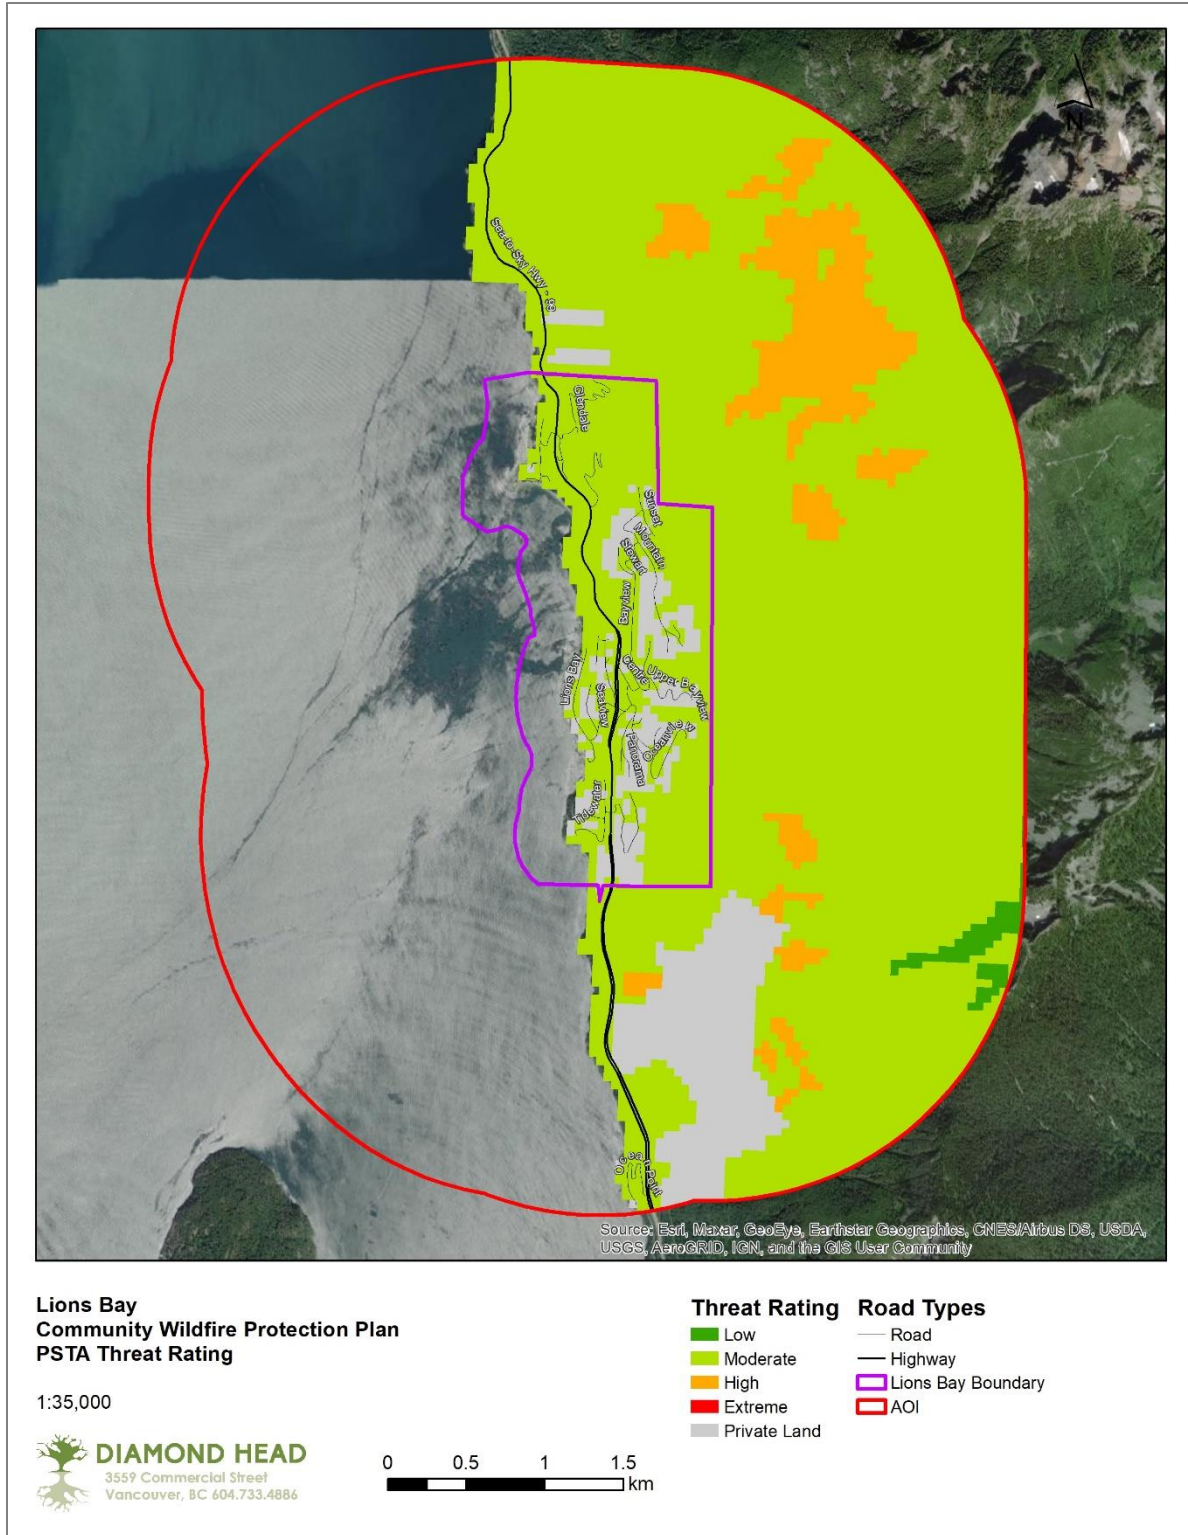 N
Sea-to-Sky Hwy - 99
Glendale
Sunset
Mountain
Stewart
Bayview
Lions Bay
Seaview
Centre
Upper Bayview
Oceanview
Panorama
Tidewater
Ocean Point
Source: Esri, Maxar, GeoEye, Earthstar Geographics, CNES/Airbus DS, USDA,
USGS, AeroGRID, IGN, and the GIS User Community
Lions Bay
Community Wildfire Protection Plan
PSTA Threat Rating
1:35,000
DIAMOND HEAD
3559 Commercial Street
Vancouver, BC 604.733.4886
0 0.5 1 1.5
km
Threat Rating
Low
Moderate
High
Extreme
Private Land
Road Types
Road
Highway
Lions Bay Boundary
AOI